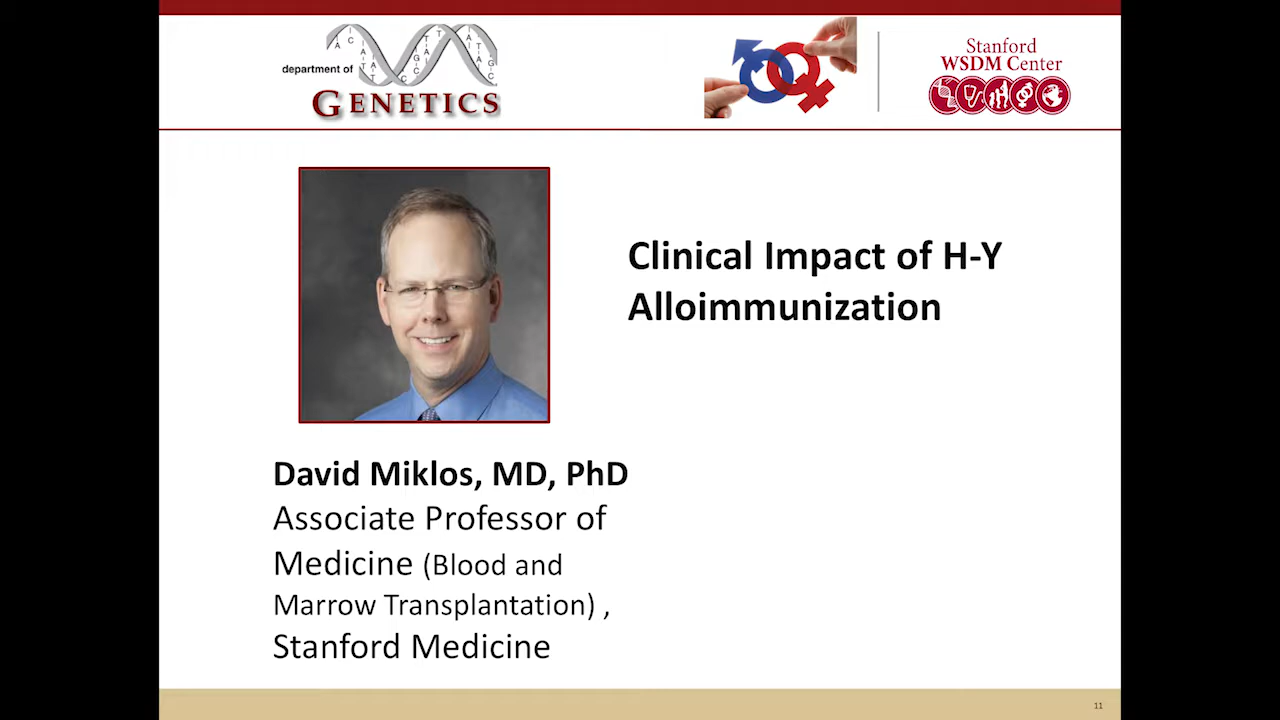 department of
GENETICS
Stanford
WSDM Center
Clinical Impact of H-Y
Alloimmunization
David Miklos, MD, PhD
Associate Professor of
Medicine (Blood and
Marrow Transplantation) ,
Stanford Medicine
11